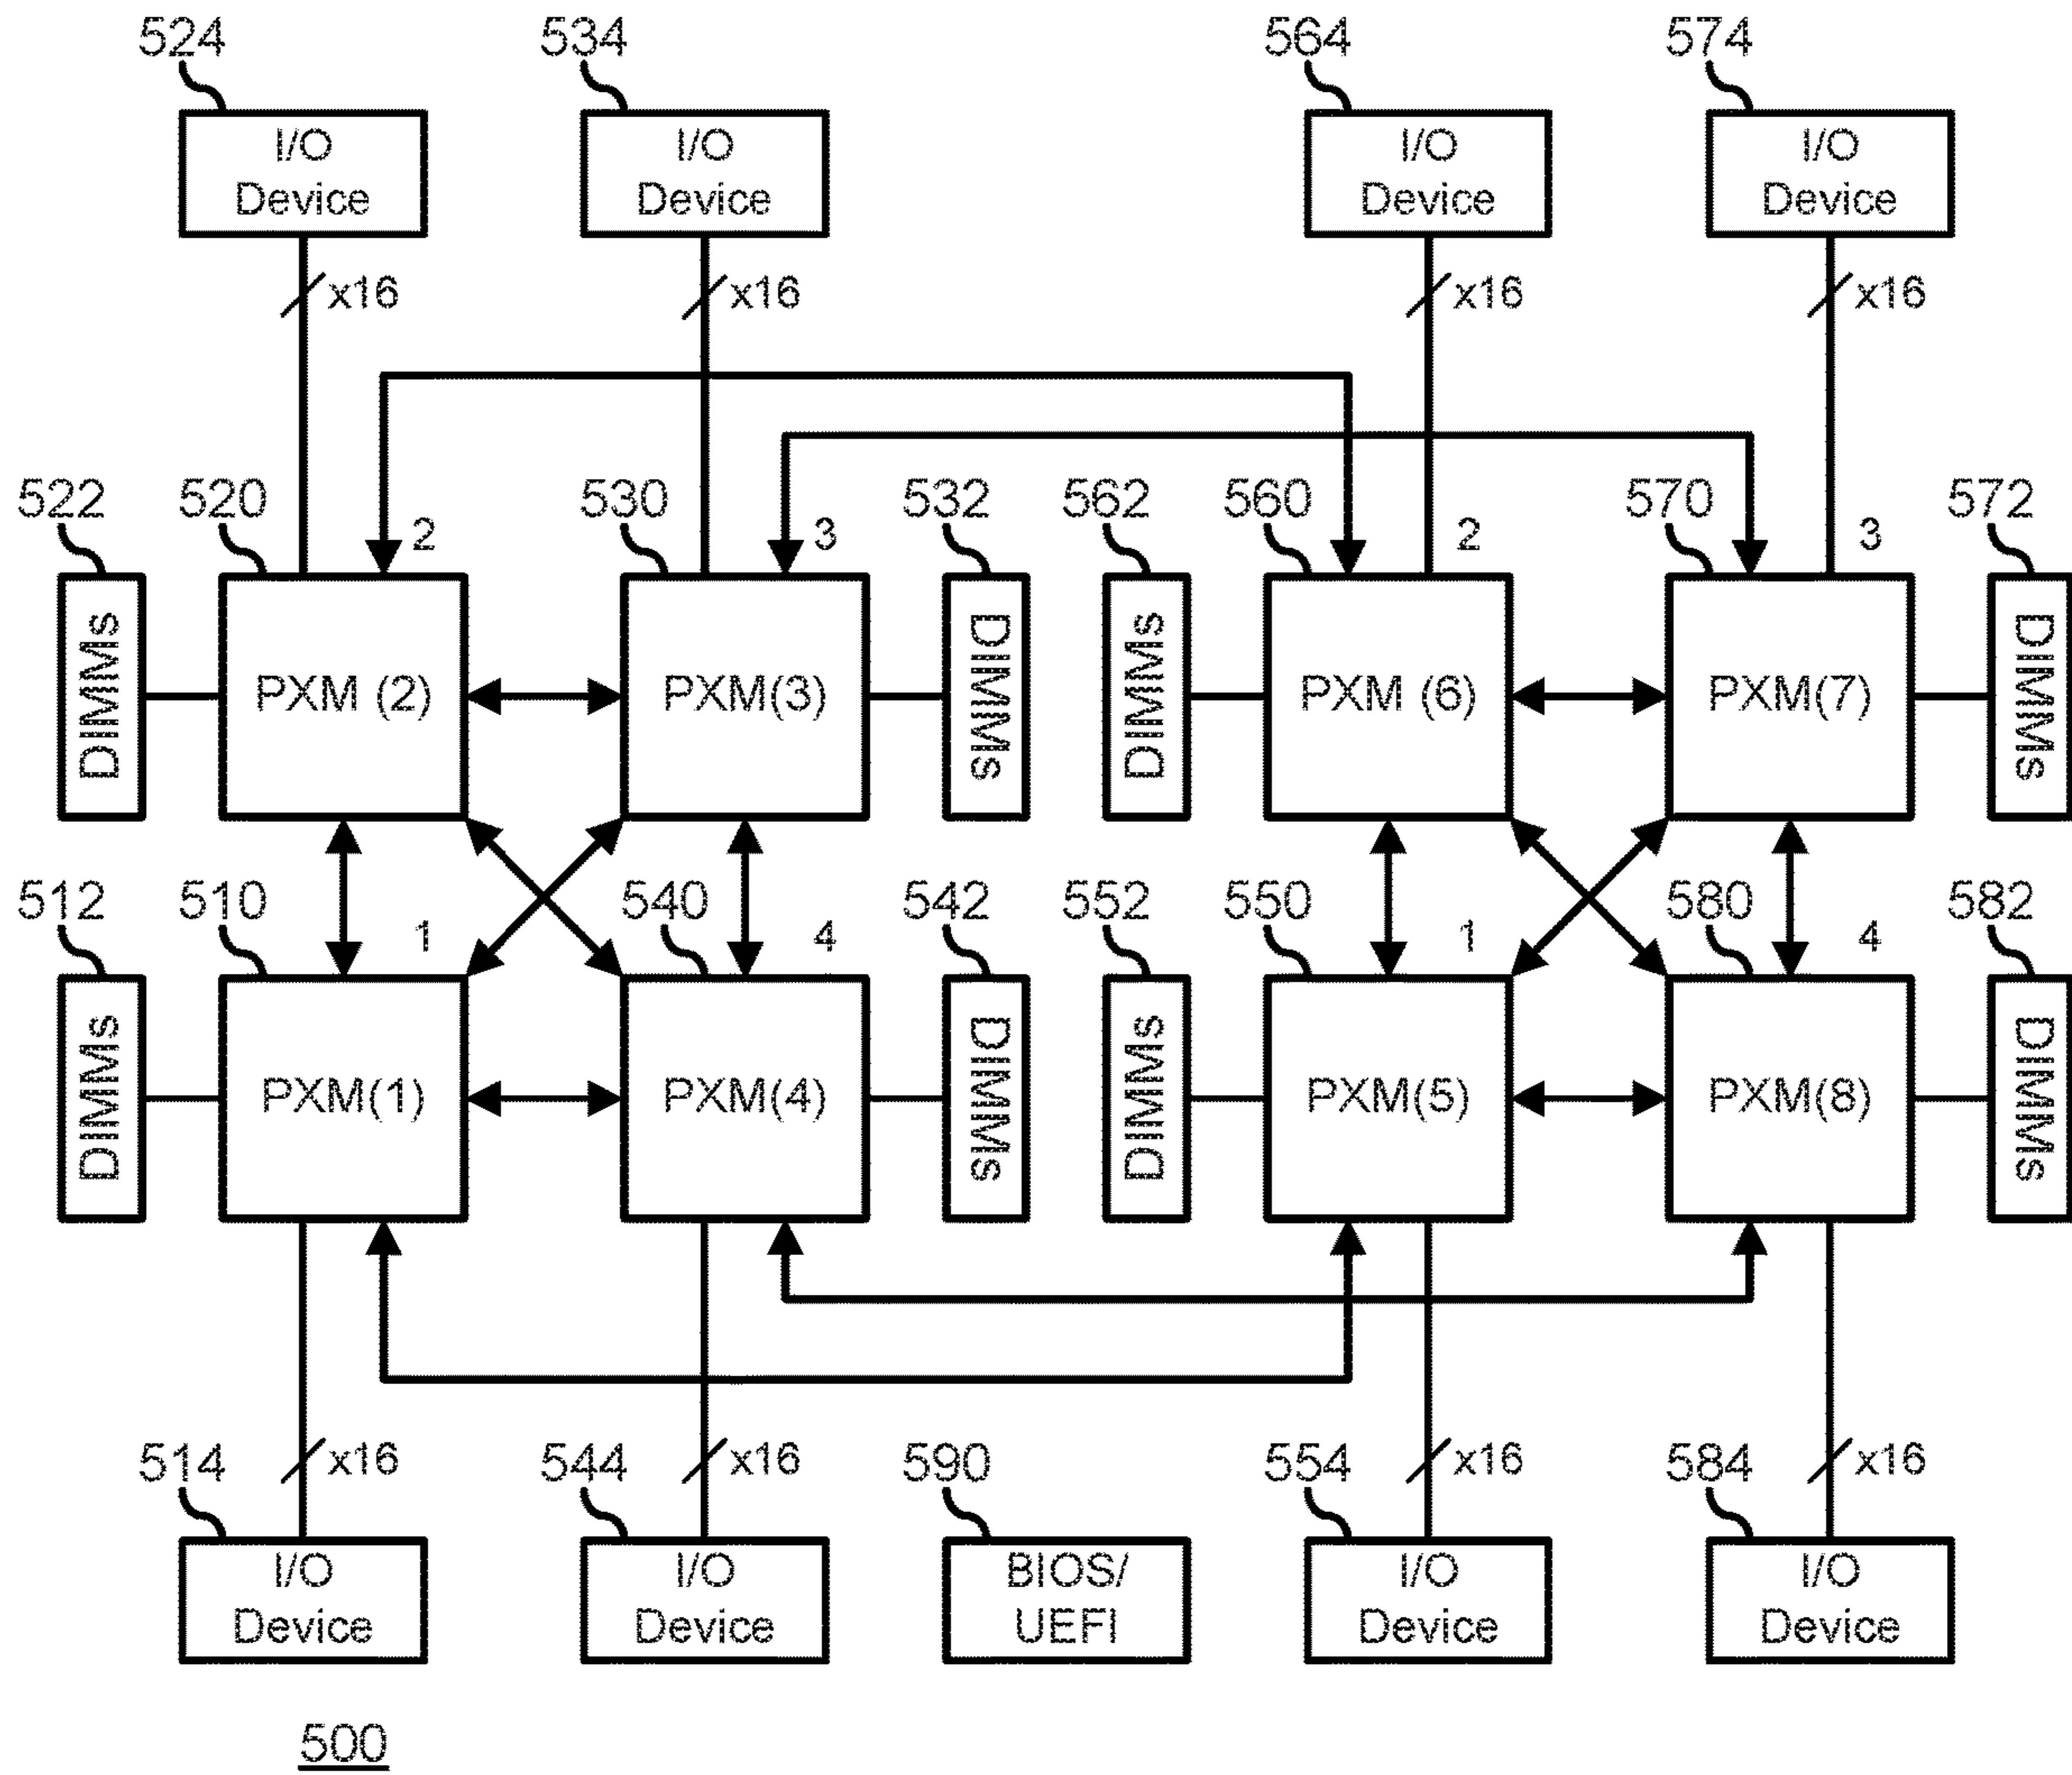 524 534 564 574
I/O Device I/O Device I/O Device I/O Device
x16 x16 x16 x16
522 520 2 530 3 532 562 560 2 570 3 572
DIMMs PXM (2) PXM(3) DIMMs DIMMs PXM (6) PXM(7) DIMMs
512 510 1 540 4 542 552 550 1 580 4 582
DIMMs PXM(1) PXM(4) DIMMs DIMMs PXM(5) PXM(8) DIMMs
514 x16 544 x16 590 554 x16 584 x16
I/O Device I/O Device BIOS/ UEFI I/O Device I/O Device
500